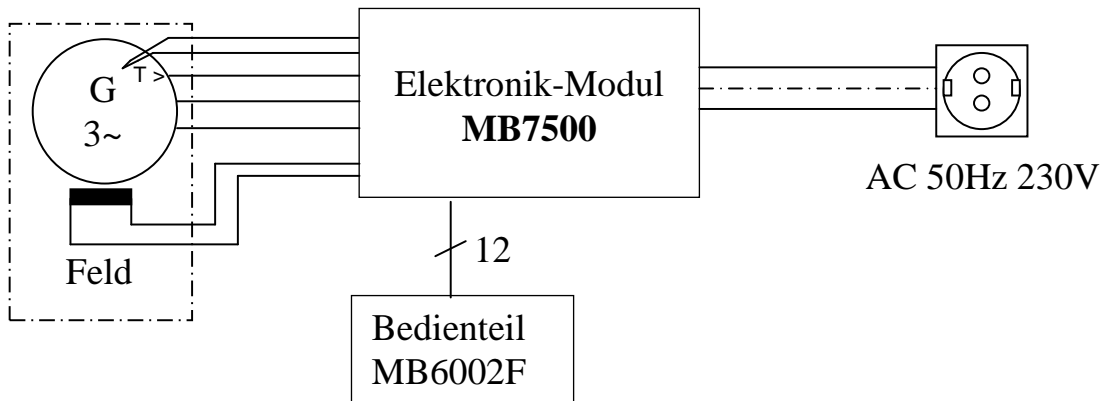 T >
G
3~
Feld
Elektronik-Modul
MB7500
12
Bedienteil
MB6002F
AC 50Hz 230V